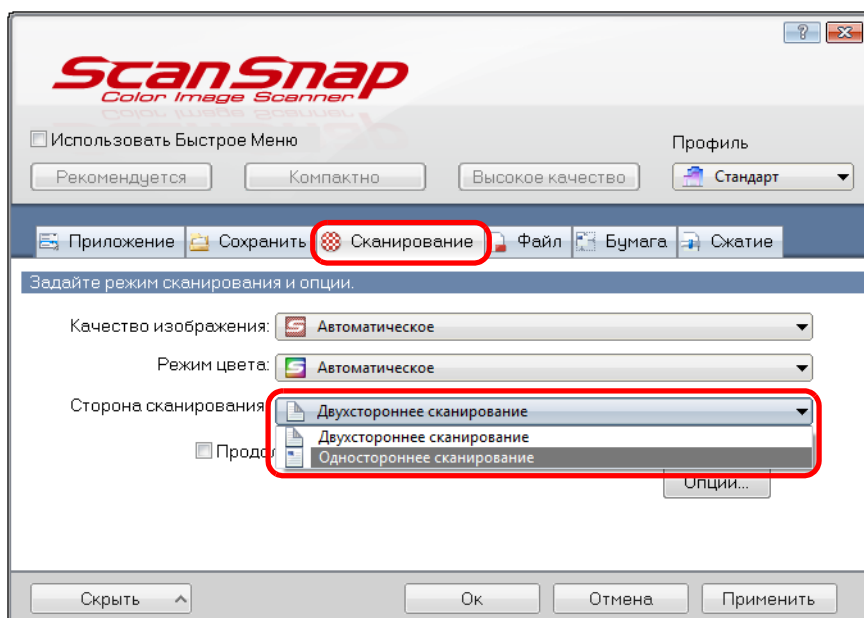 ScanSnap
Color Image Scanner
Использовать Быстрое Меню
Профиль
Рекомендуется Компактно Высокое качество Стандарт
Приложение Сохранить Сканирование Файл Бумага Сжатие
Задайте режим сканирования и опции.
Качество изображения: Автоматическое
Режим цвета: Автоматическое
Сторона сканирования: Двухстороннее сканирование
Двухстороннее сканирование
Одностороннее сканирование
Опции...
Скрыть Ок Отмена Применить